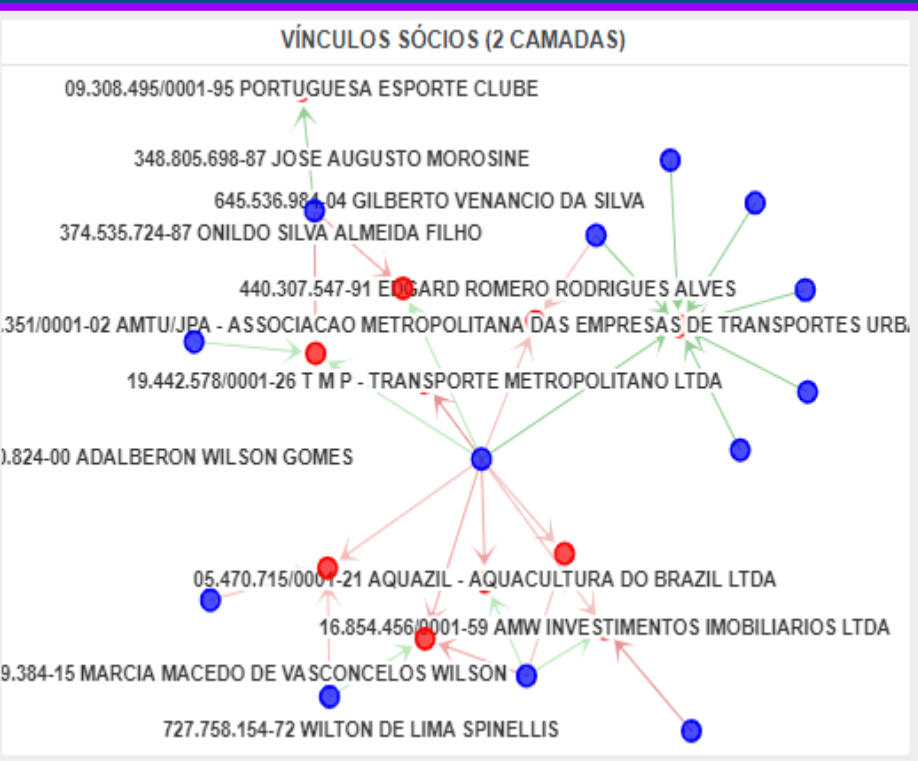 VÍNCULOS SÓCIOS (2 CAMADAS)
09.308.495/0001-95 PORTUGUESA ESPORTE CLUBE
348.805.698-87 JOSE AUGUSTO MOROSINE
645.536.984-04 GILBERTO VENANCIO DA SILVA
374.535.724-87 ONILDO SILVA ALMEIDA FILHO
440.307.547-91 EDGARD ROMERO RODRIGUES ALVES
.351/0001-02 AMTU/JPA - ASSOCIACAO METROPOLITANA DAS EMPRESAS DE TRANSPORTES URBA
19.442.578/0001-26 T M P - TRANSPORTE METROPOLITANO LTDA
0.824-00 ADALBERON WILSON GOMES
05.470.715/0001-21 AQUAZIL - AQUACULTURA DO BRAZIL LTDA
16.854.456/0001-59 AMW INVESTIMENTOS IMOBILIARIOS LTDA
9.384-15 MARCIA MACEDO DE VASCONCELOS WILSON
727.758.154-72 WILTON DE LIMA SPINELLIS